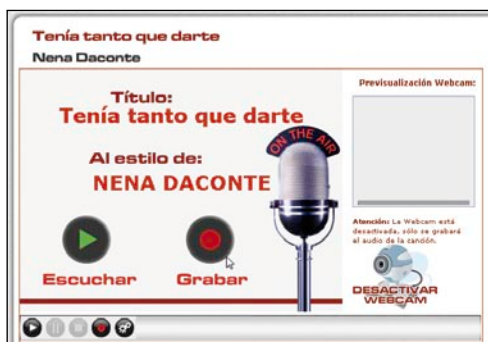 Tenía tanto que darte
Nena Daconte
Título:
Tenía tanto que darte
Al estilo de:
NENA DACONTE
ON THE AIR
Escuchar
Grabar
Previsualización Webcam:
Atención: La Webcam está
desactivada, sólo se grabará
el audio de la canción.
DESACTIVAR
WEBCAM